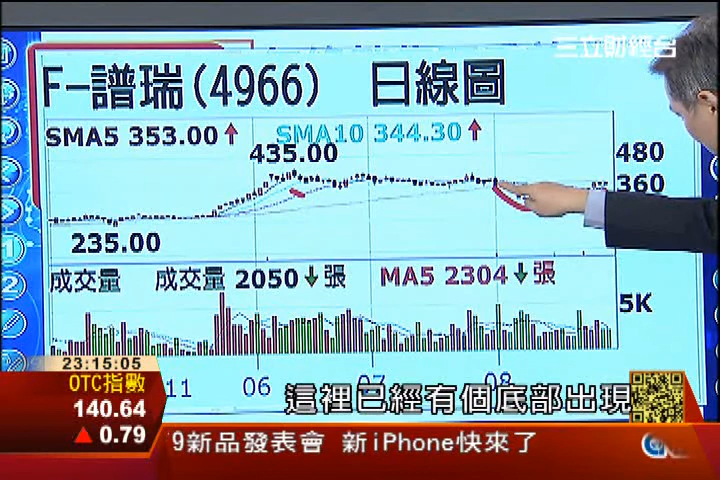 三立財經台
F-譜瑞(4966) 日線圖
SMA5 353.00↑ SMA10 344.30↑
435.00
480
360
235.00
成交量 成交量 2050↓張 MA5 2304↓張
5K
23:15:05
11 06 07 08
OTC指數
140.64
▲0.79
這裡已經有個底部出現
9新品發表會 新iPhone快來了